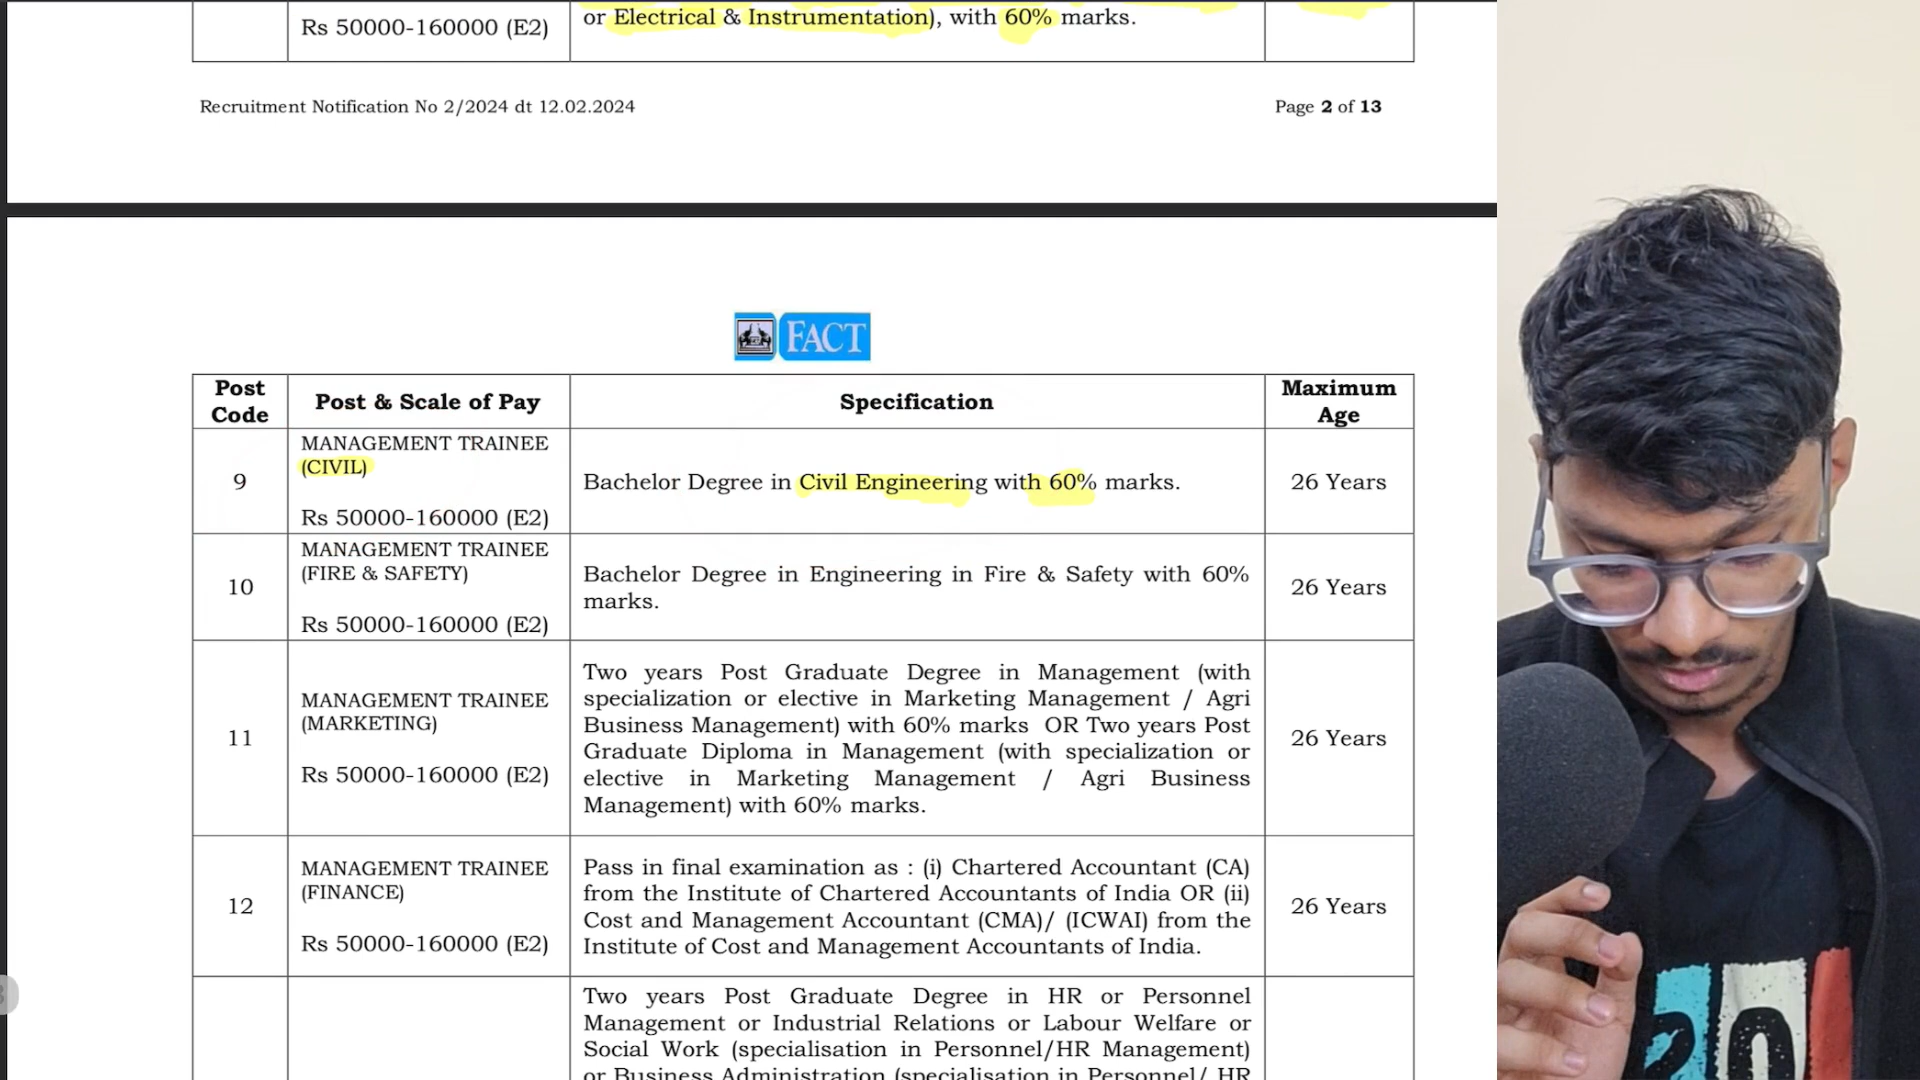 Rs 50000-160000 (E2)
or Electrical & Instrumentation), with 60% marks.
Recruitment Notification No 2/2024 dt 12.02.2024
Page 2 of 13
FACT
Post
Code
Post & Scale of Pay
Specification
Maximum
Age
9
MANAGEMENT TRAINEE
(CIVIL)
Rs 50000-160000 (E2)
Bachelor Degree in Civil Engineering with 60% marks.
26 Years
10
MANAGEMENT TRAINEE
(FIRE & SAFETY)
Rs 50000-160000 (E2)
Bachelor Degree in Engineering in Fire & Safety with 60%
marks.
26 Years
11
MANAGEMENT TRAINEE
(MARKETING)
Rs 50000-160000 (E2)
Two years Post Graduate Degree in Management (with
specialization or elective in Marketing Management / Agri
Business Management) with 60% marks OR Two years Post
Graduate Diploma in Management (with specialization or
elective in Marketing Management / Agri Business
Management) with 60% marks.
26 Years
12
MANAGEMENT TRAINEE
(FINANCE)
Rs 50000-160000 (E2)
Pass in final examination as : (i) Chartered Accountant (CA)
from the Institute of Chartered Accountants of India OR (ii)
Cost and Management Accountant (CMA)/ (ICWAI) from the
Institute of Cost and Management Accountants of India.
26 Years
Two years Post Graduate Degree in HR or Personnel
Management or Industrial Relations or Labour Welfare or
Social Work (specialisation in Personnel/HR Management)
or Business Administration (specialisation in Personnel/ HR